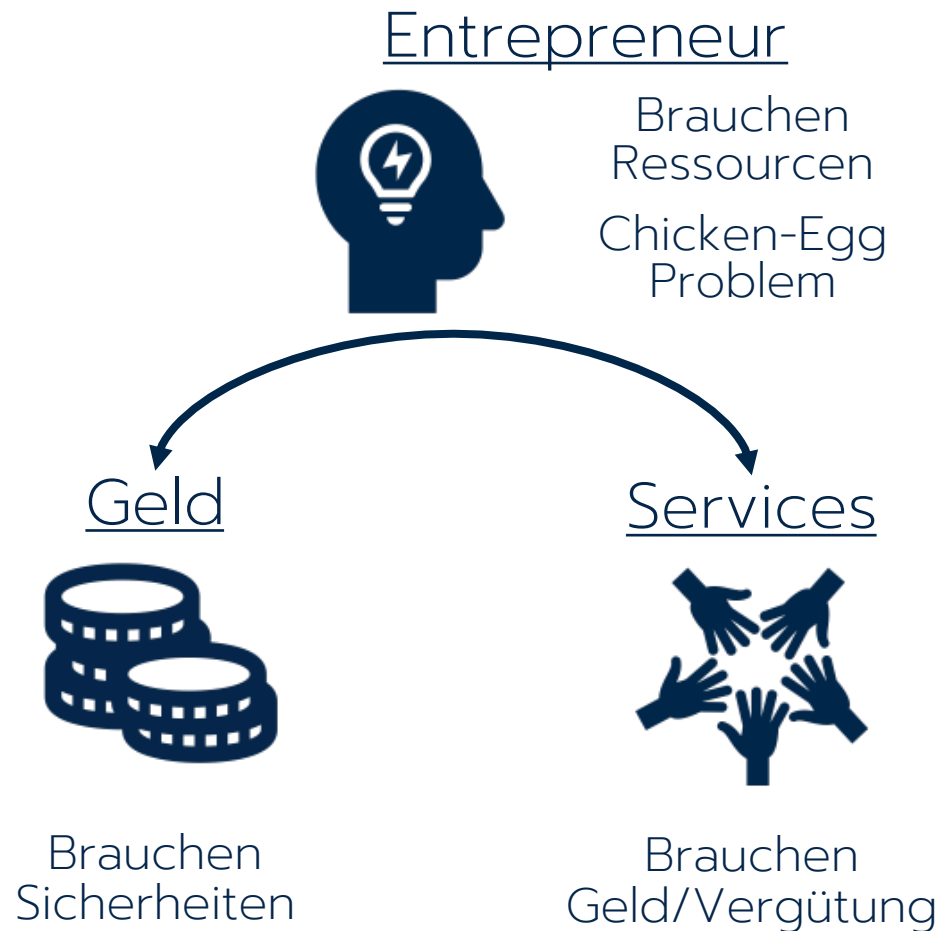 Entrepreneur
Brauchen
Ressourcen
Chicken-Egg
Problem
Geld
Services
Brauchen
Sicherheiten
Brauchen
Geld/Vergütung